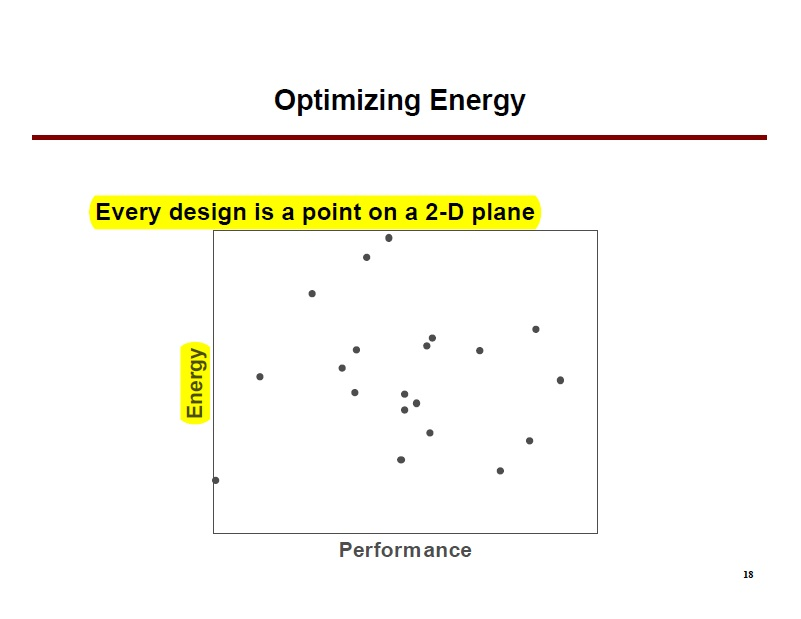 Optimizing Energy
Every design is a point on a 2-D plane
Energy
Performance
18